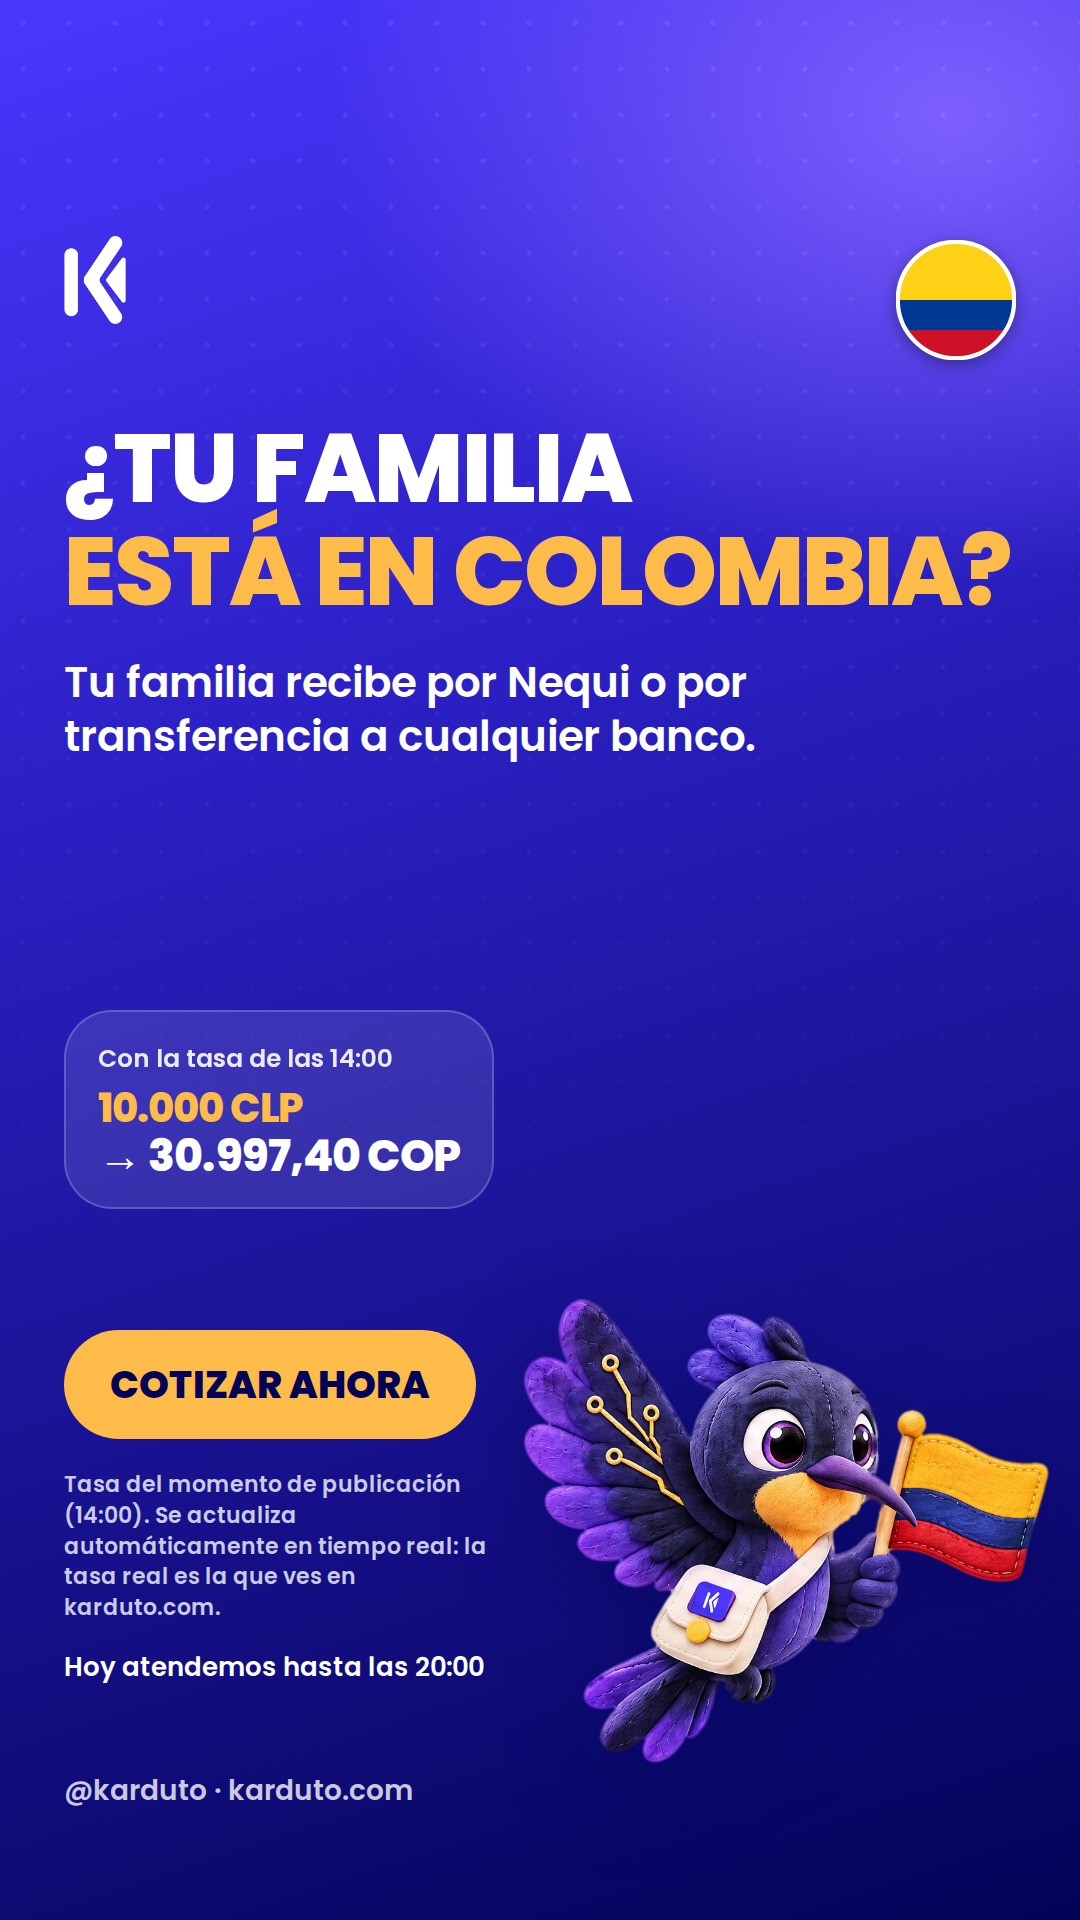 ¿TU FAMILIA
ESTÁ EN COLOMBIA?
Tu familia recibe por Nequi o por
transferencia a cualquier banco.
Con la tasa de las 14:00
10.000 CLP
→ 30.997,40 COP
COTIZAR AHORA
Tasa del momento de publicación
(14:00). Se actualiza
automáticamente en tiempo real: la
tasa real es la que ves en
karduto.com.
Hoy atendemos hasta las 20:00
@karduto · karduto.com